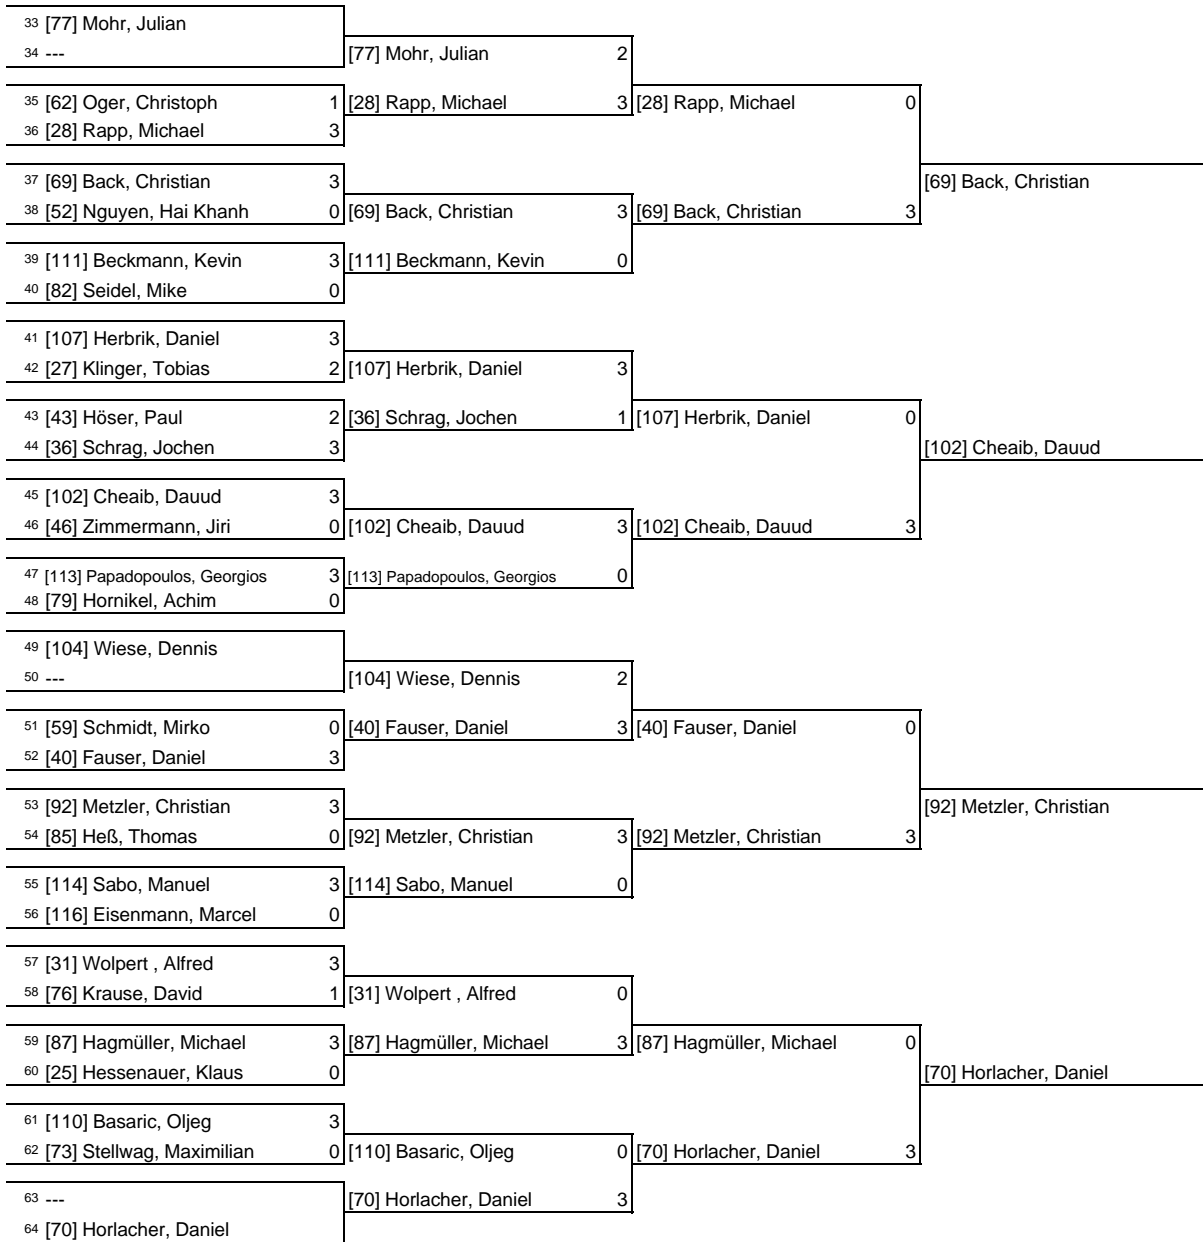 33 [77] Mohr, Julian
34 --- [77] Mohr, Julian 2
35 [62] Oger, Christoph 1 [28] Rapp, Michael 3 [28] Rapp, Michael 0
36 [28] Rapp, Michael 3
37 [69] Back, Christian 3 [69] Back, Christian
38 [52] Nguyen, Hai Khanh 0 [69] Back, Christian 3 [69] Back, Christian 3
39 [111] Beckmann, Kevin 3 [111] Beckmann, Kevin 0
40 [82] Seidel, Mike 0
41 [107] Herbrik, Daniel 3
42 [27] Klinger, Tobias 2 [107] Herbrik, Daniel 3
43 [43] Höser, Paul 2 [36] Schrag, Jochen 1 [107] Herbrik, Daniel 0
44 [36] Schrag, Jochen 3 [102] Cheaib, Dauud
45 [102] Cheaib, Dauud 3
46 [46] Zimmermann, Jiri 0 [102] Cheaib, Dauud 3 [102] Cheaib, Dauud 3
47 [113] Papadopoulos, Georgios 3 [113] Papadopoulos, Georgios 0
48 [79] Hornikel, Achim 0
49 [104] Wiese, Dennis
50 --- [104] Wiese, Dennis 2
51 [59] Schmidt, Mirko 0 [40] Fauser, Daniel 3 [40] Fauser, Daniel 0
52 [40] Fauser, Daniel 3
53 [92] Metzler, Christian 3 [92] Metzler, Christian
54 [85] Heß, Thomas 0 [92] Metzler, Christian 3 [92] Metzler, Christian 3
55 [114] Sabo, Manuel 3 [114] Sabo, Manuel 0
56 [116] Eisenmann, Marcel 0
57 [31] Wolpert , Alfred 3
58 [76] Krause, David 1 [31] Wolpert , Alfred 0
59 [87] Hagmüller, Michael 3 [87] Hagmüller, Michael 3 [87] Hagmüller, Michael 0
60 [25] Hessenauer, Klaus 0 [70] Horlacher, Daniel
61 [110] Basaric, Oljeg 3
62 [73] Stellwag, Maximilian 0 [110] Basaric, Oljeg 0 [70] Horlacher, Daniel 3
63 --- [70] Horlacher, Daniel 3
64 [70] Horlacher, Daniel